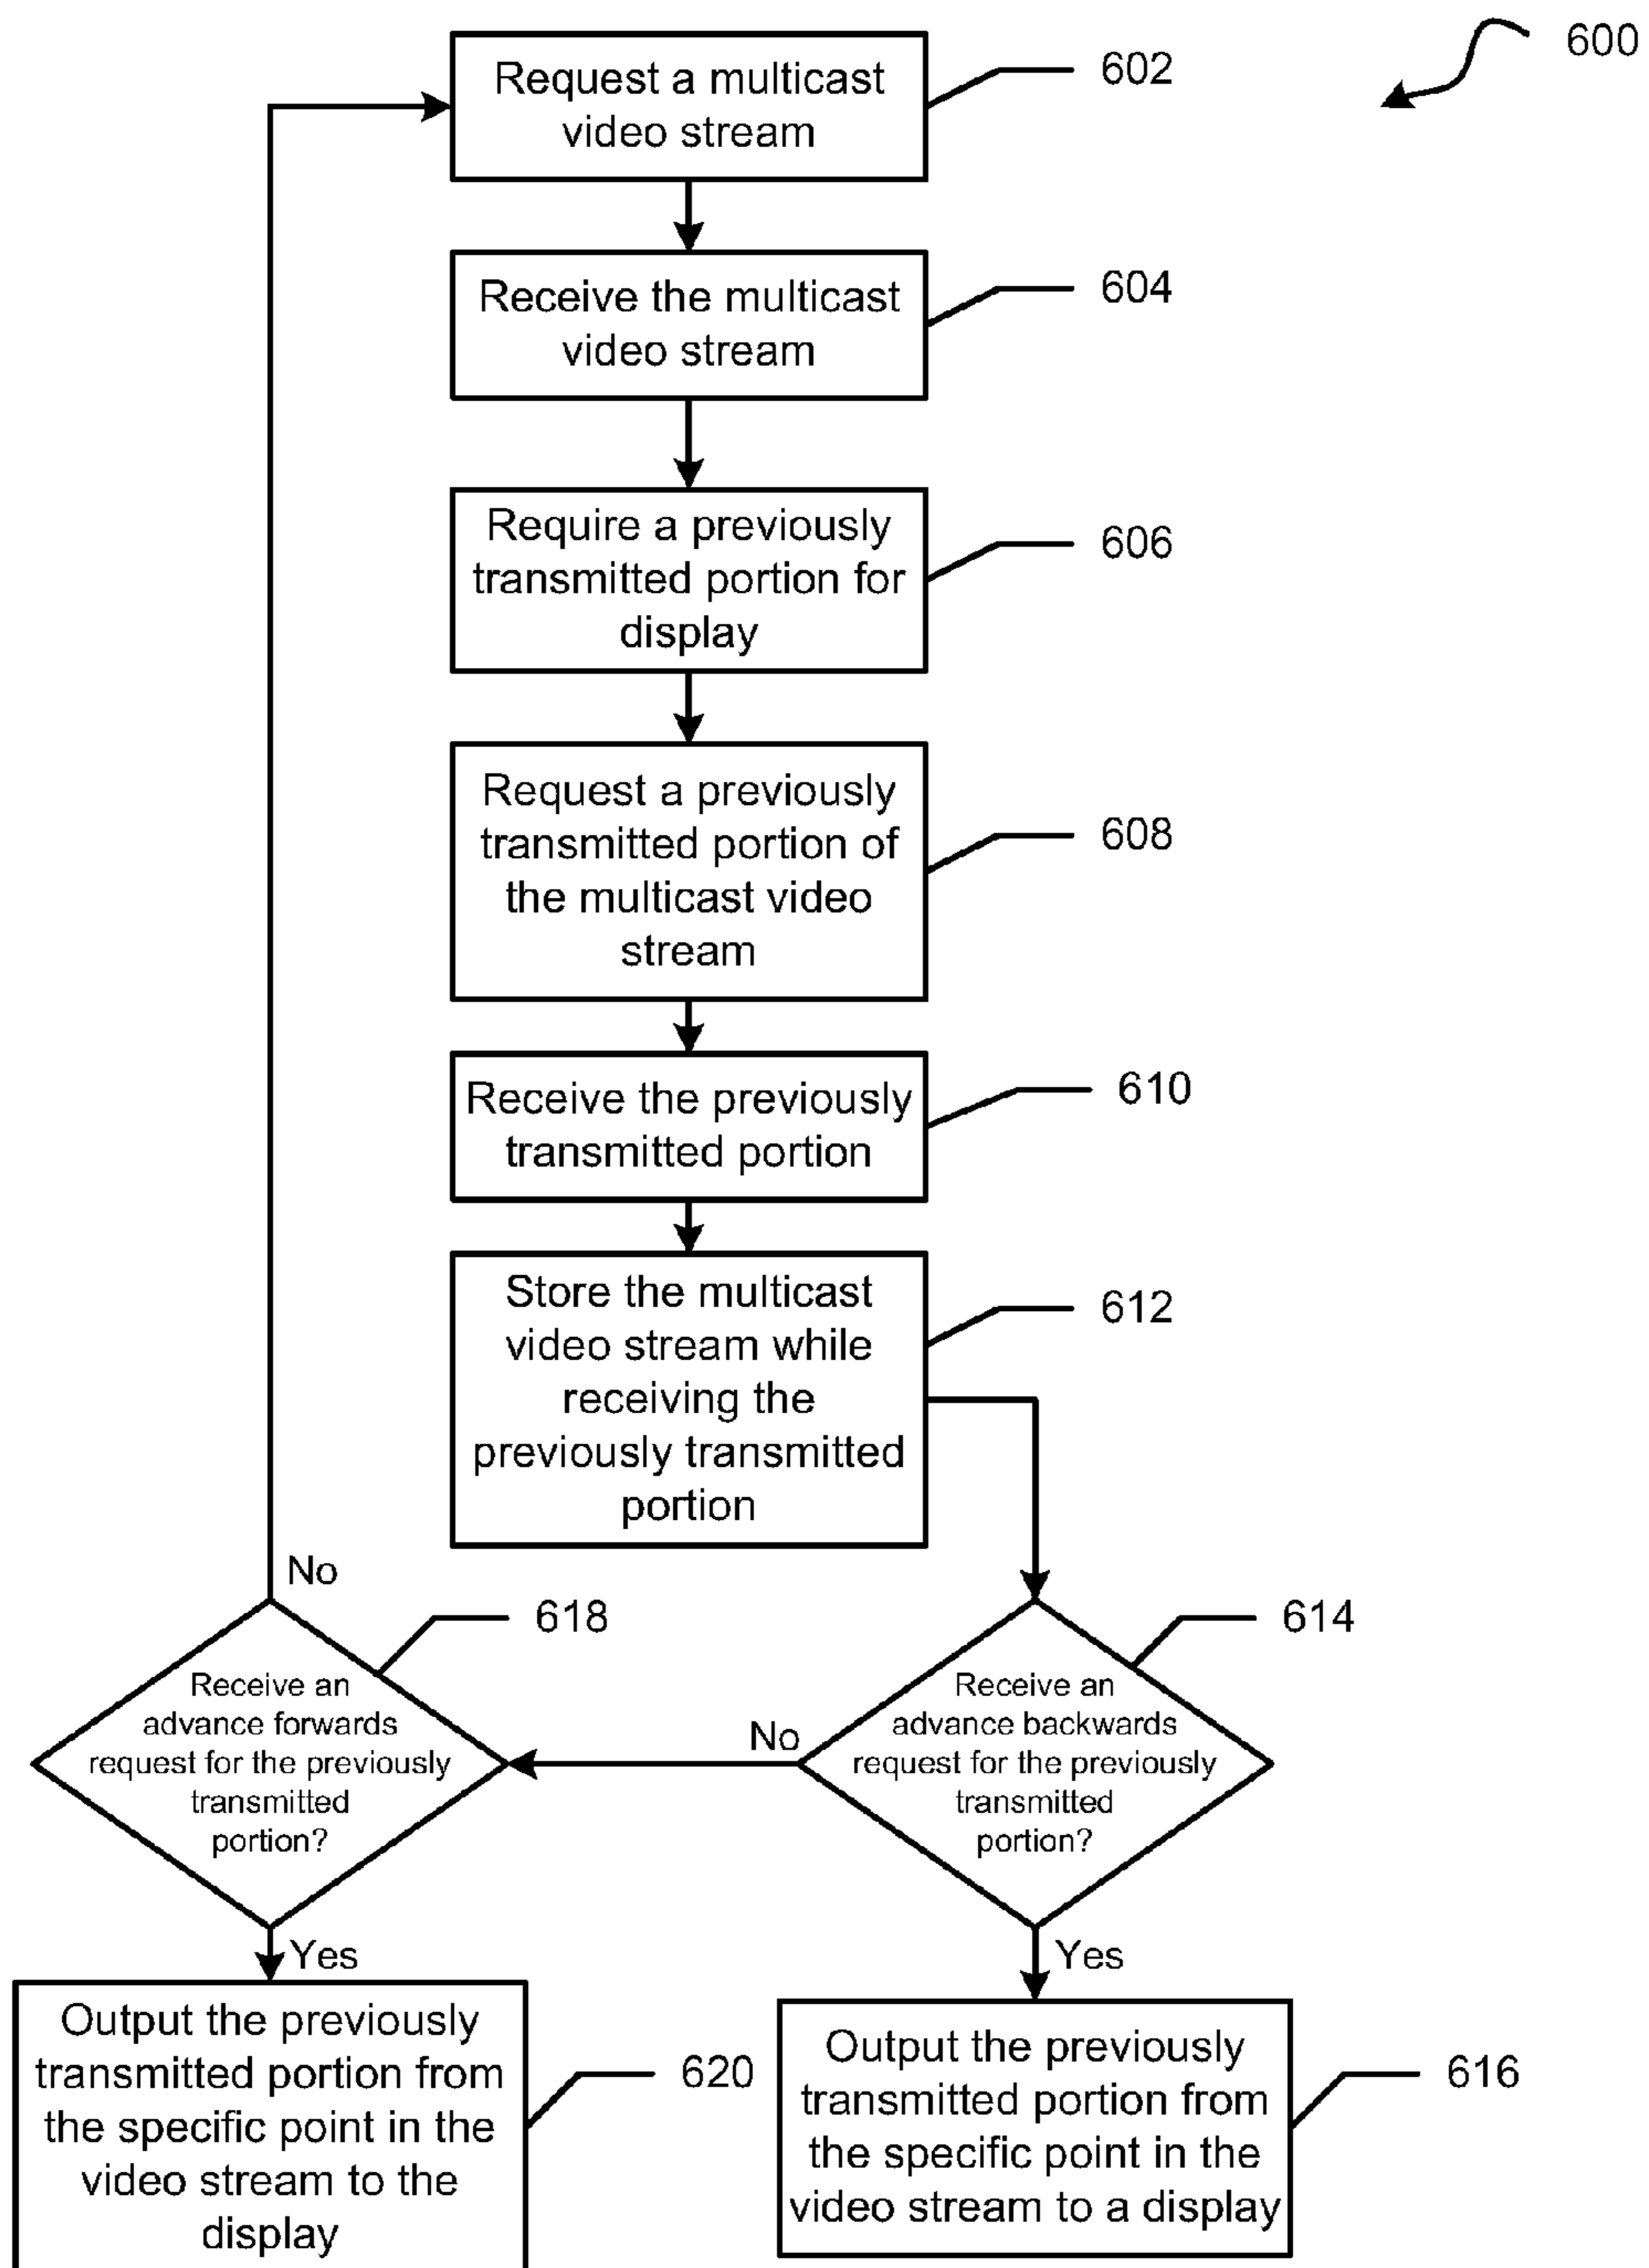 600
Request a multicast
video stream
602
Receive the multicast
video stream
604
Require a previously
transmitted portion for
display
606
Request a previously
transmitted portion of
the multicast video
stream
608
Receive the previously
transmitted portion
610
Store the multicast
video stream while
receiving the
previously transmitted
portion
612
No
618
Receive an
advance forwards
request for the previously
transmitted
portion?
No
614
Receive an
advance backwards
request for the previously
transmitted
portion?
Yes
Yes
Output the previously
transmitted portion from
the specific point in the
video stream to the
display
620
Output the previously
transmitted portion from
the specific point in the
video stream to a display
616